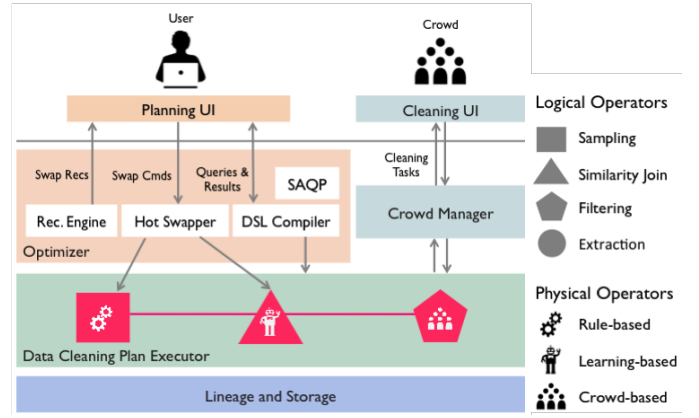 User
Crowd
Planning UI
Cleaning UI
Swap Recs
Swap Cmds
Queries &
Results
Cleaning
Tasks
SAQP
Rec. Engine
Hot Swapper
DSL Compiler
Crowd Manager
Optimizer
Data Cleaning Plan Executor
Lineage and Storage
Logical Operators
Sampling
Similarity Join
Filtering
Extraction
Physical Operators
Rule-based
Learning-based
Crowd-based